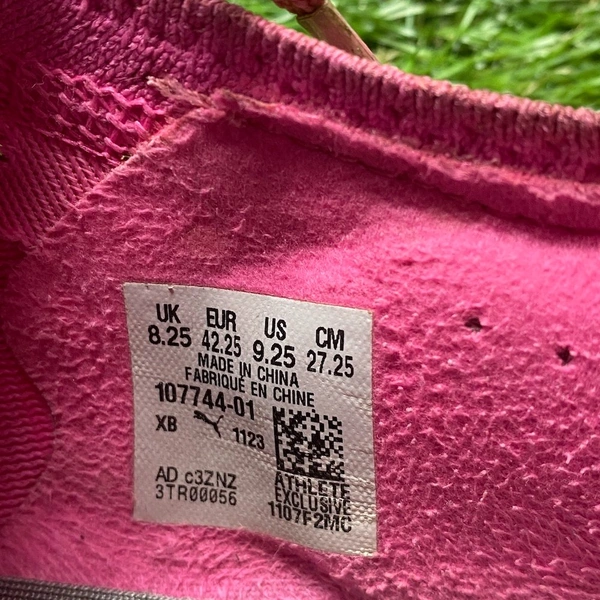 UK EUR US CM
8.25 42.25 9.25 27.25
MADE IN CHINA
FABRIQUÉ EN CHINE
107744-01
XB 1123
AD c3ZNZ
3TR00056
ATHLETE
EXCLUSIVE
1107F2MC